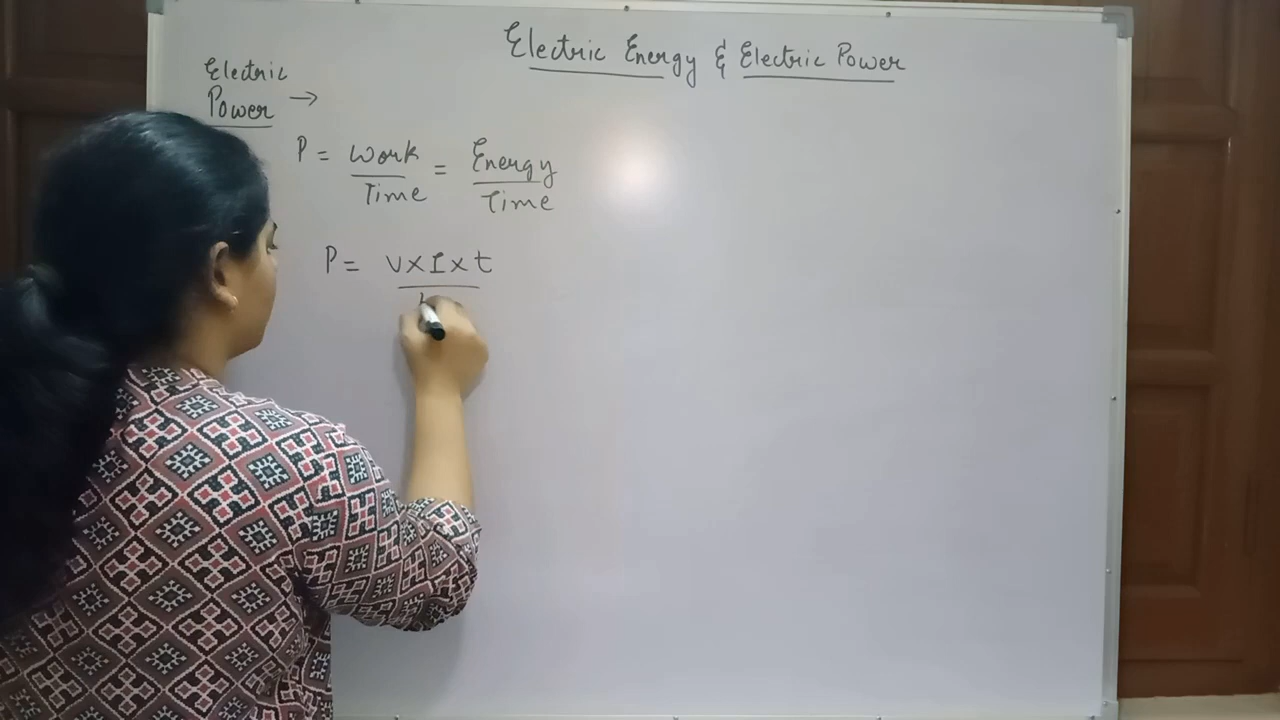 Electric Energy & Electric Power
Electric
Power →
P = Work / Time = Energy / Time
P = V×I×t